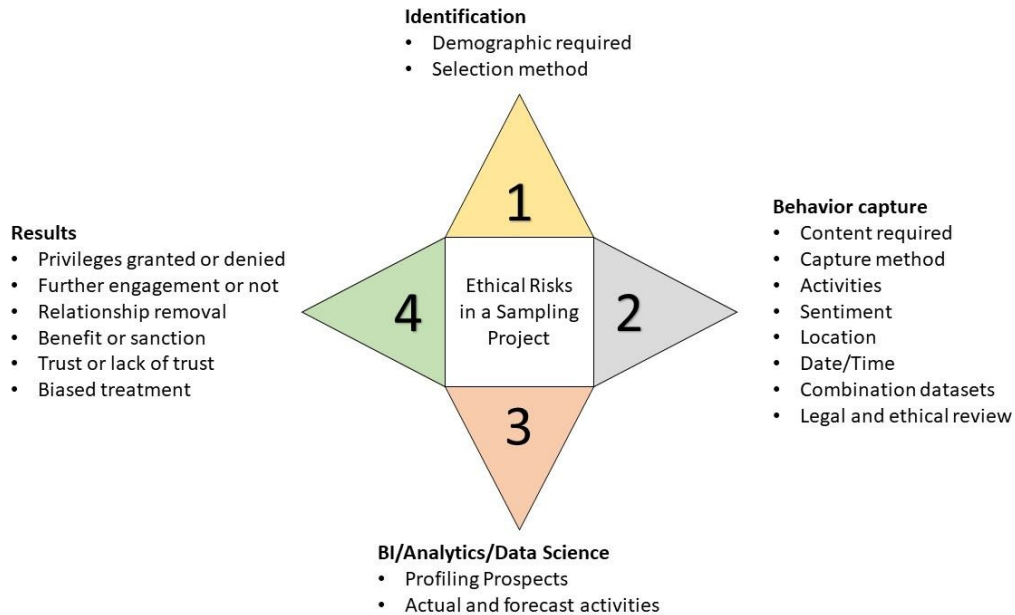 Identification
• Demographic required
• Selection method
1
Behavior capture
• Content required
• Capture method
• Activities
• Sentiment
• Location
• Date/Time
• Combination datasets
• Legal and ethical review
2
Ethical Risks
in a Sampling
Project
Results
• Privileges granted or denied
• Further engagement or not
• Relationship removal
• Benefit or sanction
• Trust or lack of trust
• Biased treatment
4
3
BI/Analytics/Data Science
• Profiling Prospects
• Actual and forecast activities